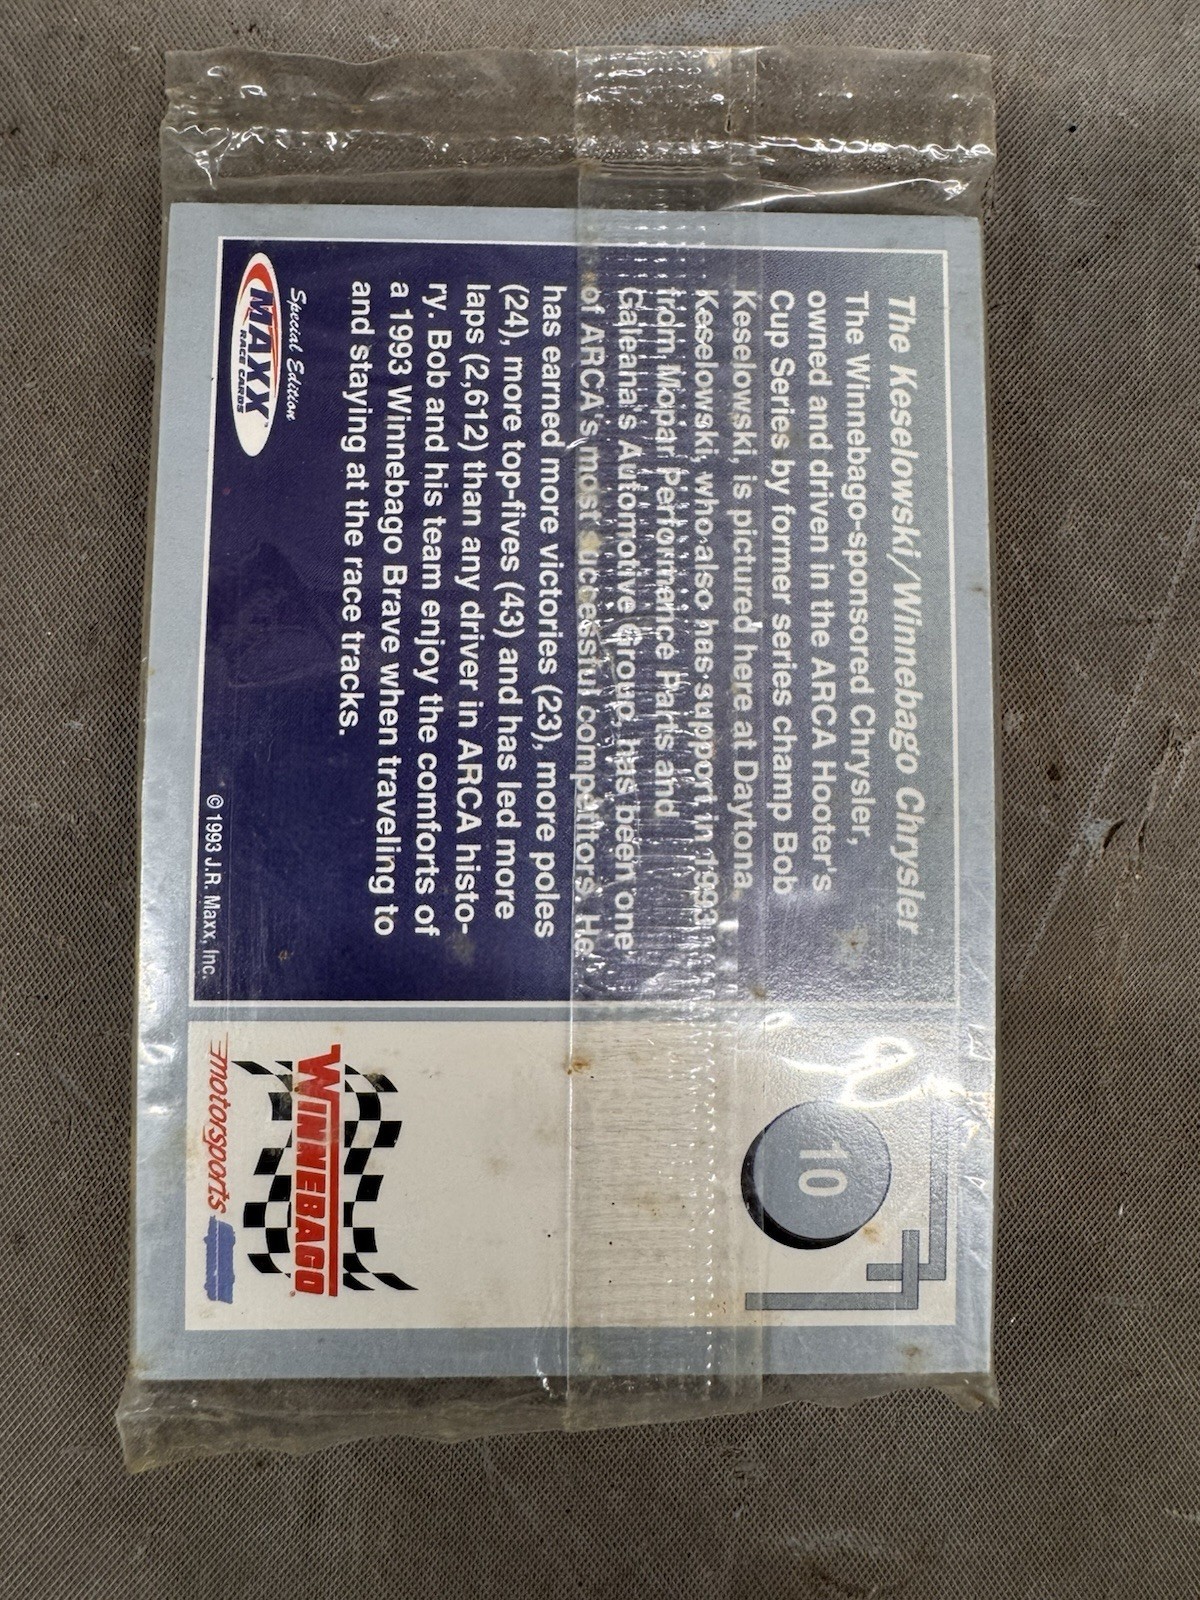 The Keselowski/Winnebago Chrysler
The Winnebago-sponsored Chrysler,
owned and driven in the ARCA Hooter's
Cup Series by former series champ Bob
Keselowski, is pictured here at Daytona.
Keselowski, who also has support in 1993
from Mopar Performance Parts and
Galeana's Automotive Group, has been one
of ARCA's most successful competitors. He
has earned more victories (23), more poles
(24), more top-fives (43) and has led more
laps (2,612) than any driver in ARCA histo-
ry. Bob and his team enjoy the comforts of
a 1993 Winnebago Brave when traveling to
and staying at the race tracks.
Special Edition
MAXX
RACE CARDS
™
© 1993 J.R. Maxx, Inc.
10
WINNEBAGO®
motorsports